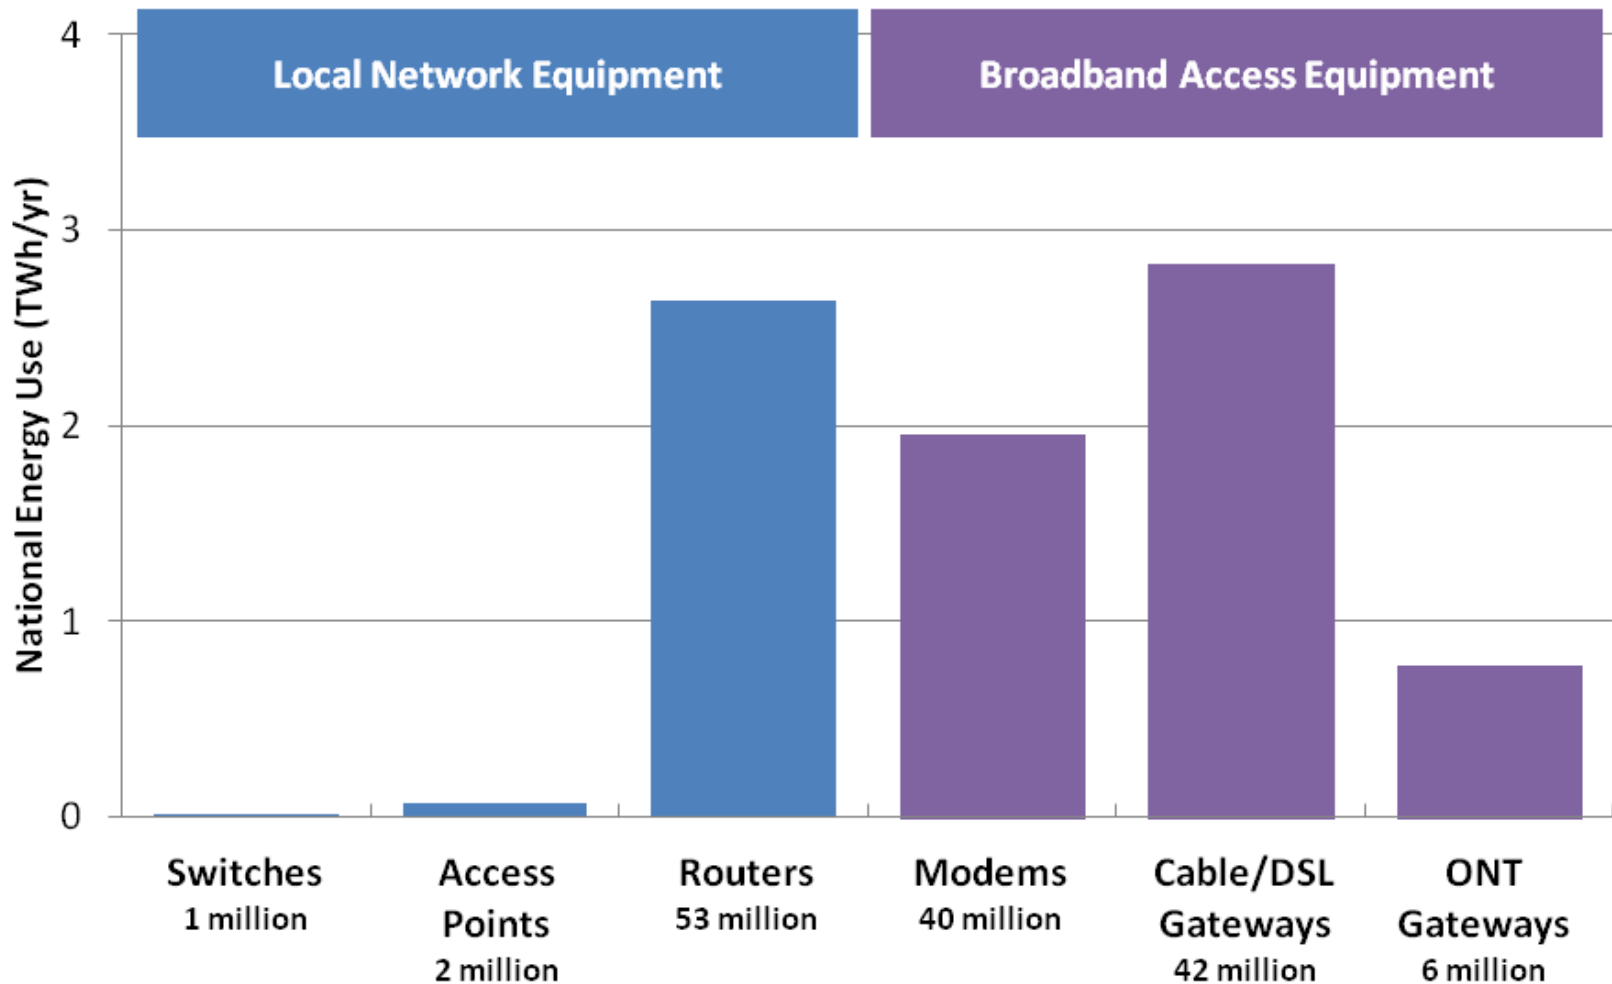 Local Network Equipment
Broadband Access Equipment
National Energy Use (TWh/yr)
4
3
2
1
0
Switches
1 million
Access
Points
2 million
Routers
53 million
Modems
40 million
Cable/DSL
Gateways
42 million
ONT
Gateways
6 million